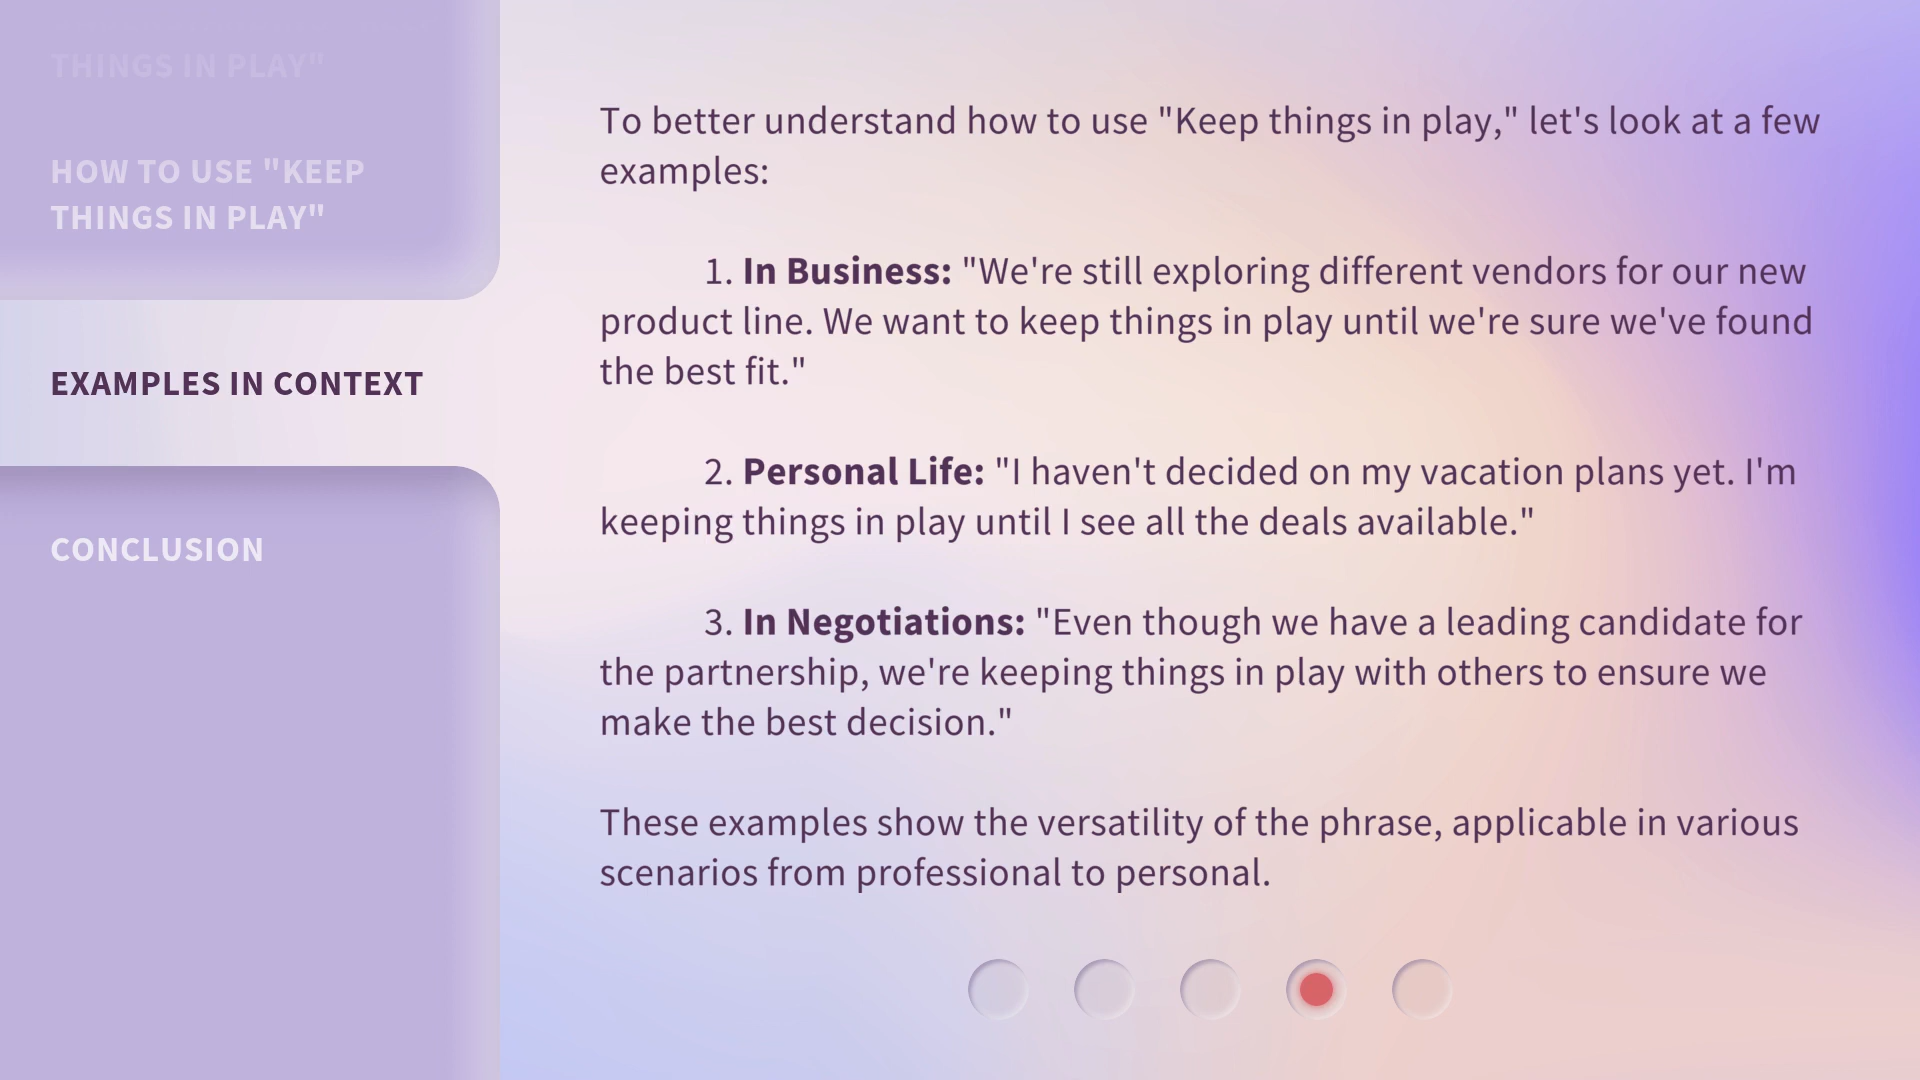 THINGS IN PLAY"
HOW TO USE "KEEP
THINGS IN PLAY"
EXAMPLES IN CONTEXT
CONCLUSION
To better understand how to use "Keep things in play," let's look at a few
examples:
1. In Business: "We're still exploring different vendors for our new
product line. We want to keep things in play until we're sure we've found
the best fit."
2. Personal Life: "I haven't decided on my vacation plans yet. I'm
keeping things in play until I see all the deals available."
3. In Negotiations: "Even though we have a leading candidate for
the partnership, we're keeping things in play with others to ensure we
make the best decision."
These examples show the versatility of the phrase, applicable in various
scenarios from professional to personal.